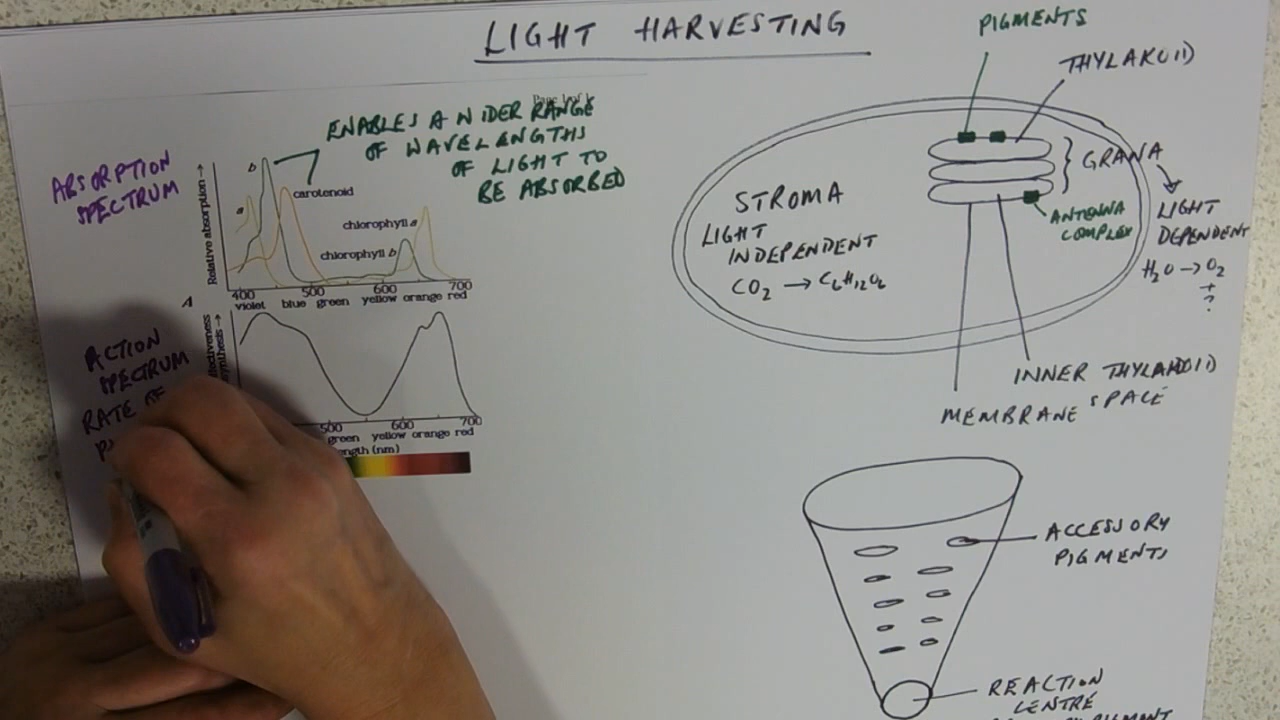 LIGHT HARVESTING
PIGMENTS
THYLAKOID
ENABLES A WIDER RANGE
OF WAVELENGTHS
OF LIGHT TO
BE ABSORBED
ABSORPTION
SPECTRUM
Relative absorption →
b
a
carotenoid
chlorophyll a
chlorophyll b
400 500 600 700
violet blue green yellow orange red
A
GRANA
STROMA
LIGHT
INDEPENDENT
CO2 → C6H12O6
ANTENNA
COMPLEX
LIGHT
DEPENDENT
H2O → O2
+
?
ACTION
SPECTRUM
RATE OF
500 600 700
green yellow orange red
(nm)
INNER THYLAKOID
SPACE
MEMBRANE
ACCESSORY
PIGMENTS
REACTION
CENTRE